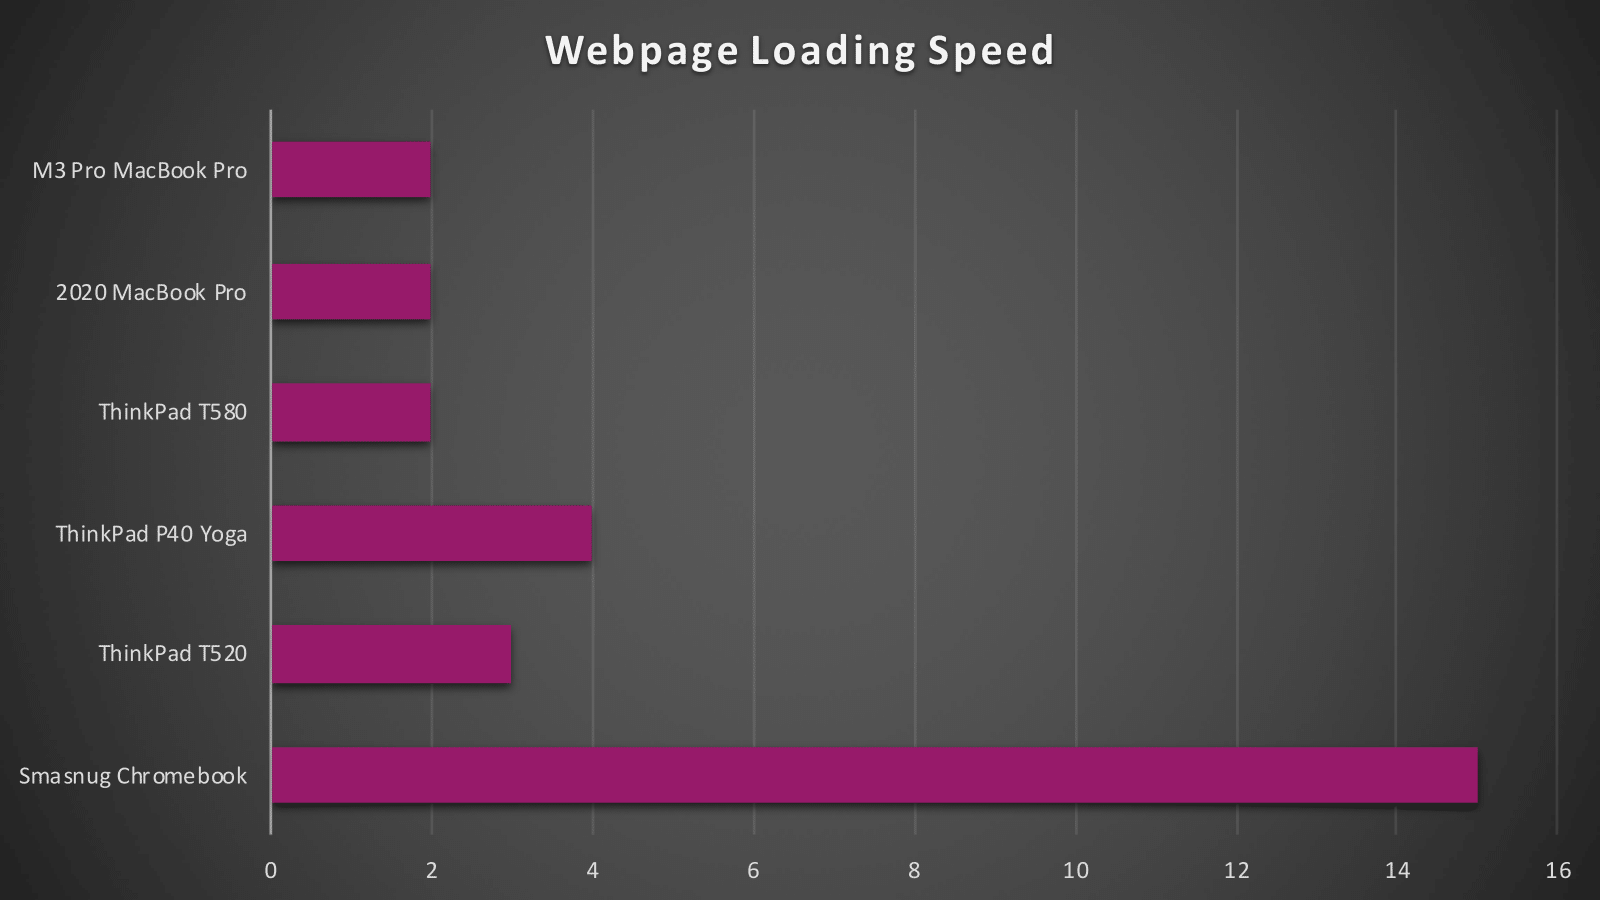 Webpage Loading Speed
M3 Pro MacBook Pro
2020 MacBook Pro
ThinkPad T580
ThinkPad P40 Yoga
ThinkPad T520
Smasnug Chromebook
0 2 4 6 8 10 12 14 16